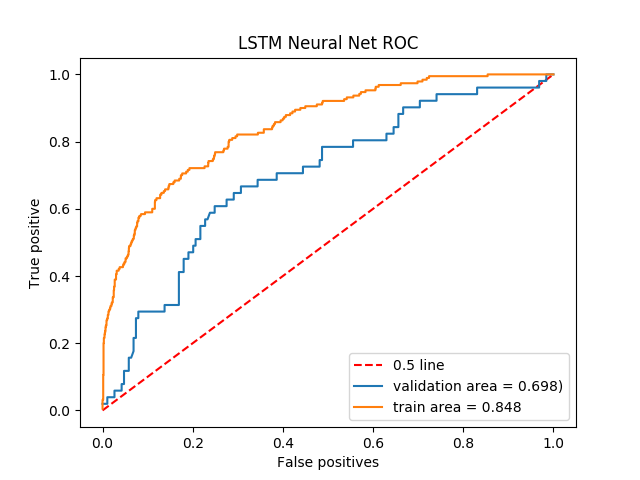 LSTM Neural Net ROC
True positive
1.0
0.8
0.6
0.4
0.2
0.0
0.5 line
validation area = 0.698)
train area = 0.848
0.0 0.2 0.4 0.6 0.8 1.0
False positives